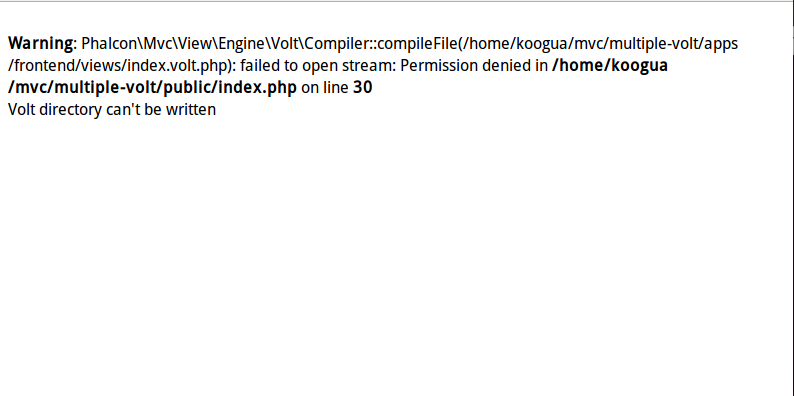 Warning: Phalcon\Mvc\View\Engine\Volt\Compiler::compileFile(/home/koogua/mvc/multiple-volt/apps
/frontend/views/index.volt.php): failed to open stream: Permission denied in /home/koogua
/mvc/multiple-volt/public/index.php on line 30
Volt directory can't be written